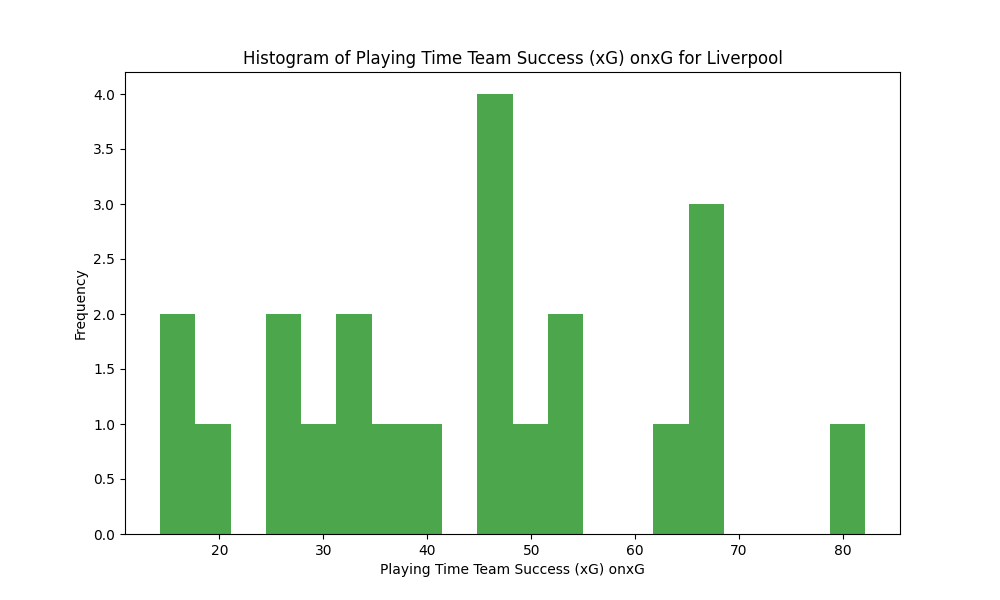 Histogram of Playing Time Team Success (xG) onxG for Liverpool
4.0
3.5
3.0
2.5
2.0
1.5
1.0
0.5
0.0
Frequency
20 30 40 50 60 70 80
Playing Time Team Success (xG) onxG